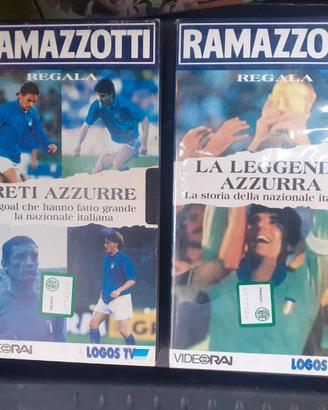 RAMAZZOTTI
REGALA
RETI AZZURRE
goal che hanno fatto grande
la nazionale italiana
VIDEORAI
LOGOS TV
RAMAZZO
REGALA
LA LEGGEND
AZZURRA
La storia della nazionale ita
VIDEORAI
LOGOS